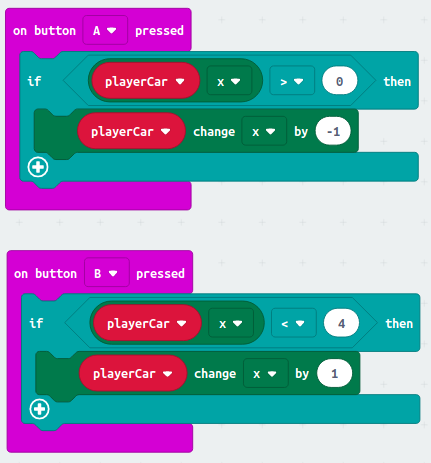 on button A pressed
if playerCar x > 0 then
playerCar change x by -1
on button B pressed
if playerCar x < 4 then
playerCar change x by 1